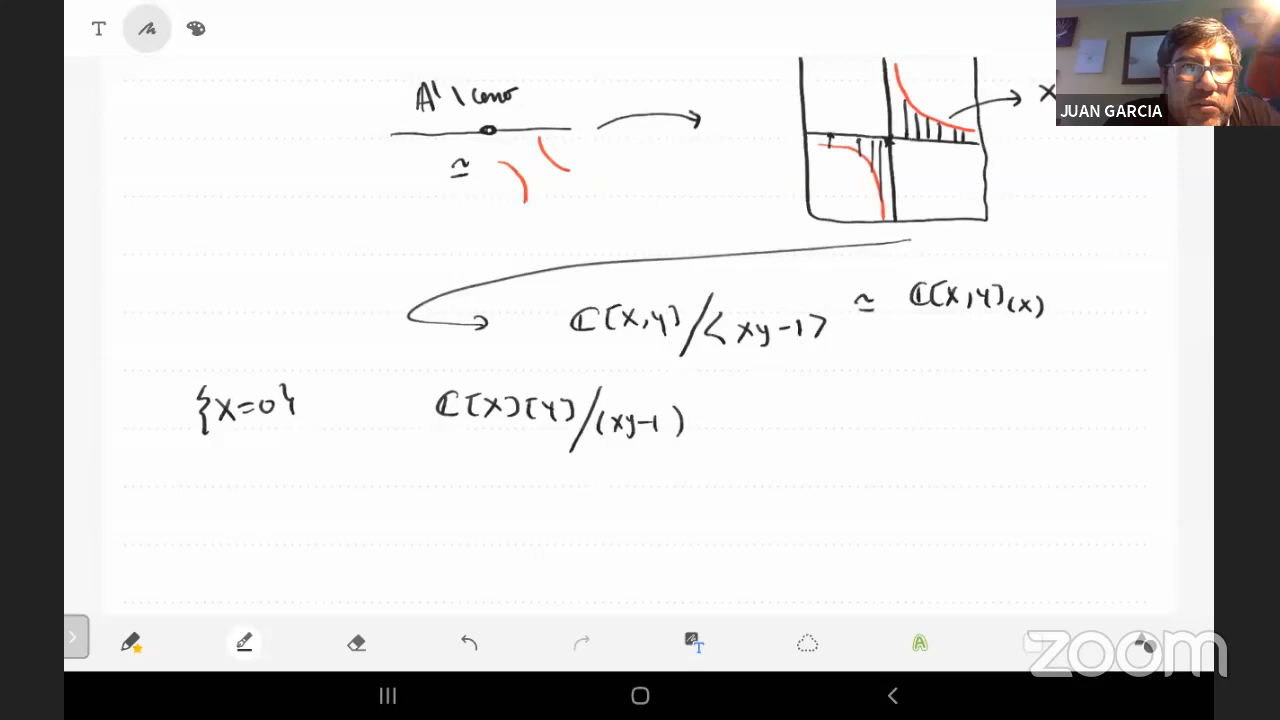 T
A¹ \ cero
≃
x
JUAN GARCIA
ℂ[x,y]/<xy-1> ≃ ℂ[x,y](x)
{x=0} ℂ[x][y]/(xy-1)
T
A
zoom